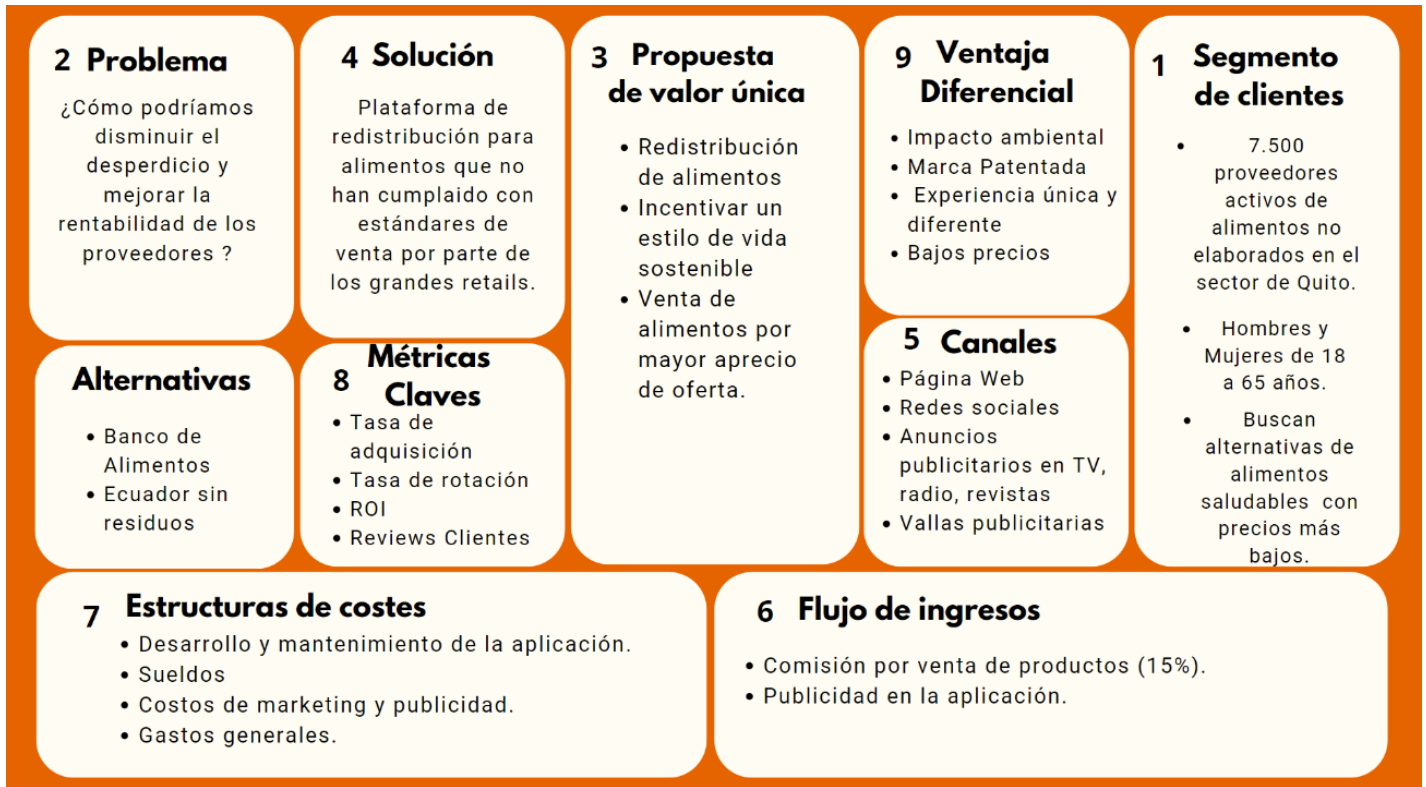 2 Problema
¿Cómo podríamos
disminuir el
desperdicio y
mejorar la
rentabilidad de los
proveedores ?
4 Solución
Plataforma de
redistribución para
alimentos que no
han cumplaido con
estándares de
venta por parte de
los grandes retails.
3 Propuesta
de valor única
• Redistribución
de alimentos
• Incentivar un
estilo de vida
sostenible
• Venta de
alimentos por
mayor aprecio
de oferta.
9 Ventaja
Diferencial
• Impacto ambiental
• Marca Patentada
• Experiencia única y
diferente
• Bajos precios
1 Segmento
de clientes
• 7.500
proveedores
activos de
alimentos no
elaborados en el
sector de Quito.
• Hombres y
Mujeres de 18
a 65 años.
• Buscan
alternativas de
alimentos
saludables con
precios más
bajos.
Alternativas
• Banco de
Alimentos
• Ecuador sin
residuos
8 Métricas
Claves
• Tasa de
adquisición
• Tasa de rotación
• ROI
• Reviews Clientes
5 Canales
• Página Web
• Redes sociales
• Anuncios
publicitarios en TV,
radio, revistas
• Vallas publicitarias
7 Estructuras de costes
• Desarrollo y mantenimiento de la aplicación.
• Sueldos
• Costos de marketing y publicidad.
• Gastos generales.
6 Flujo de ingresos
• Comisión por venta de productos (15%).
• Publicidad en la aplicación.